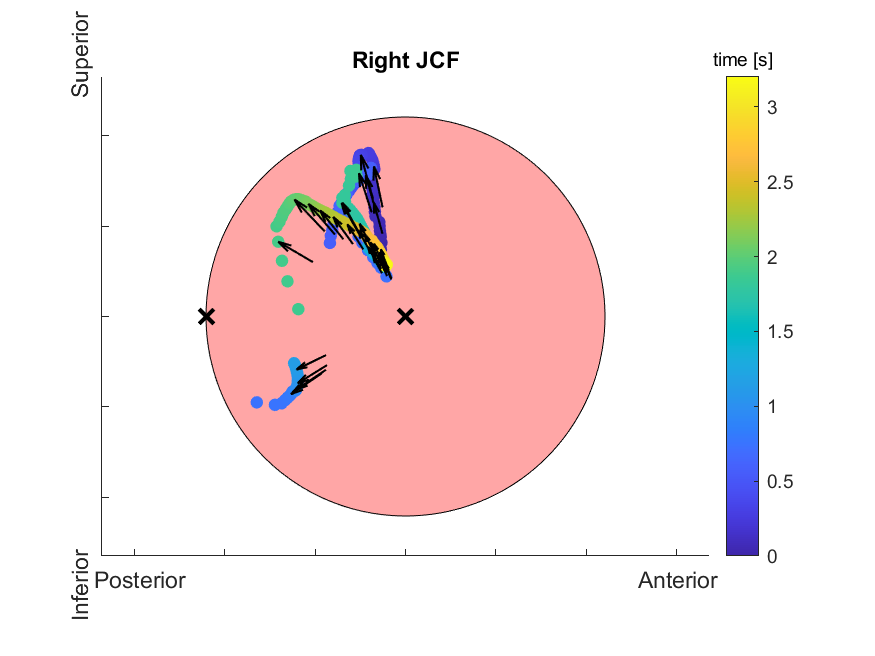 Right JCF
time [s]
Superior
Inferior
Posterior
Anterior
3
2.5
2
1.5
1
0.5
0